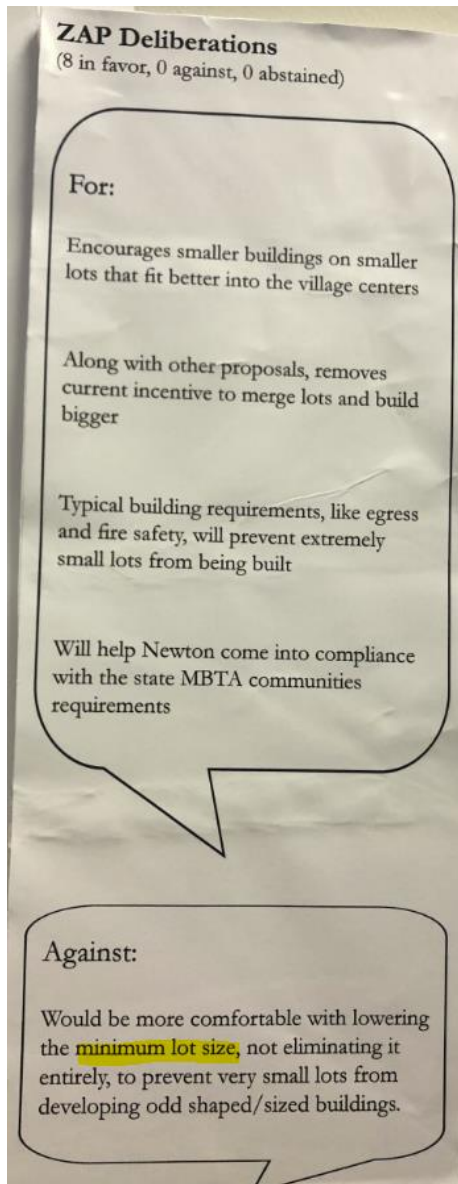 ZAP Deliberations
(8 in favor, 0 against, 0 abstained)
For:
Encourages smaller buildings on smaller
lots that fit better into the village centers
Along with other proposals, removes
current incentive to merge lots and build
bigger
Typical building requirements, like egress
and fire safety, will prevent extremely
small lots from being built
Will help Newton come into compliance
with the state MBTA communities
requirements
Against:
Would be more comfortable with lowering
the minimum lot size, not eliminating it
entirely, to prevent very small lots from
developing odd shaped/sized buildings.